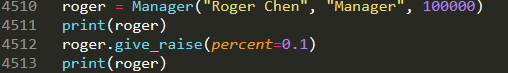 4510 roger = Manager("Roger Chen", "Manager", 100000)
4511 print(roger)
4512 roger.give_raise(percent=0.1)
4513 print(roger)